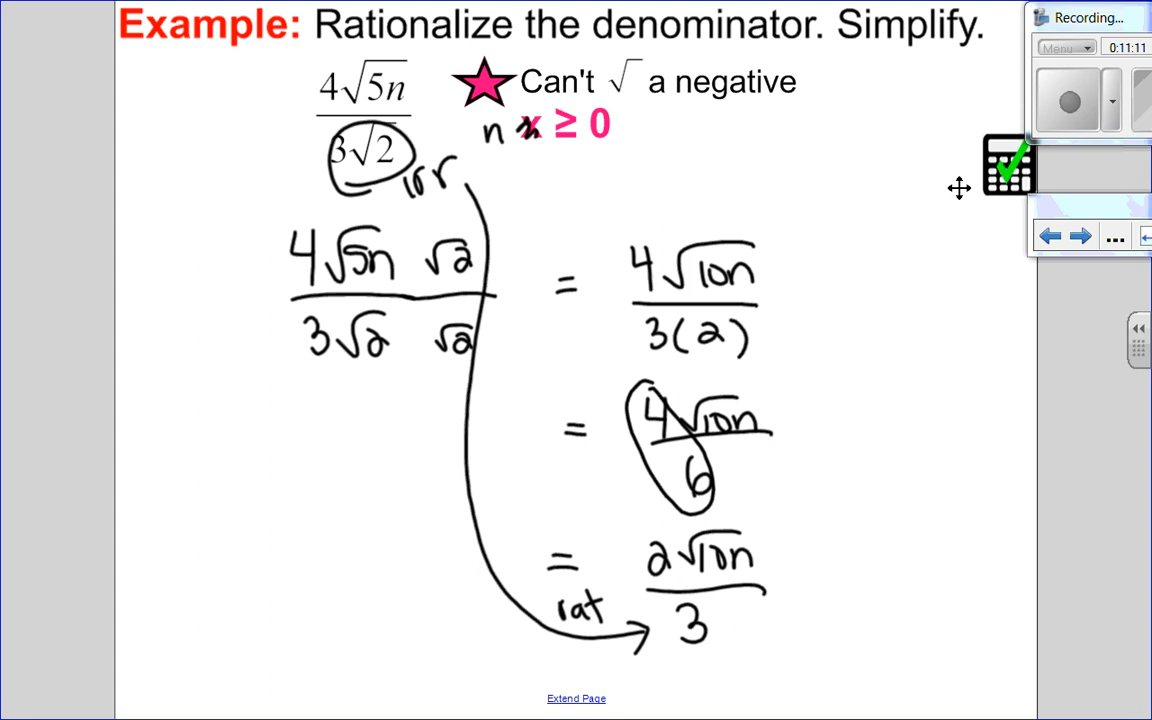 Example: Rationalize the denominator. Simplify.
Recording...
Menu
0:11:11
4√5n
3√2
Can't √ a negative
n x ≥ 0
irr
4√5n √2
3√2 √2
= 4√10n
3(2)
= 4√10n
6
= 2√10n
3
rat
...
Extend Page